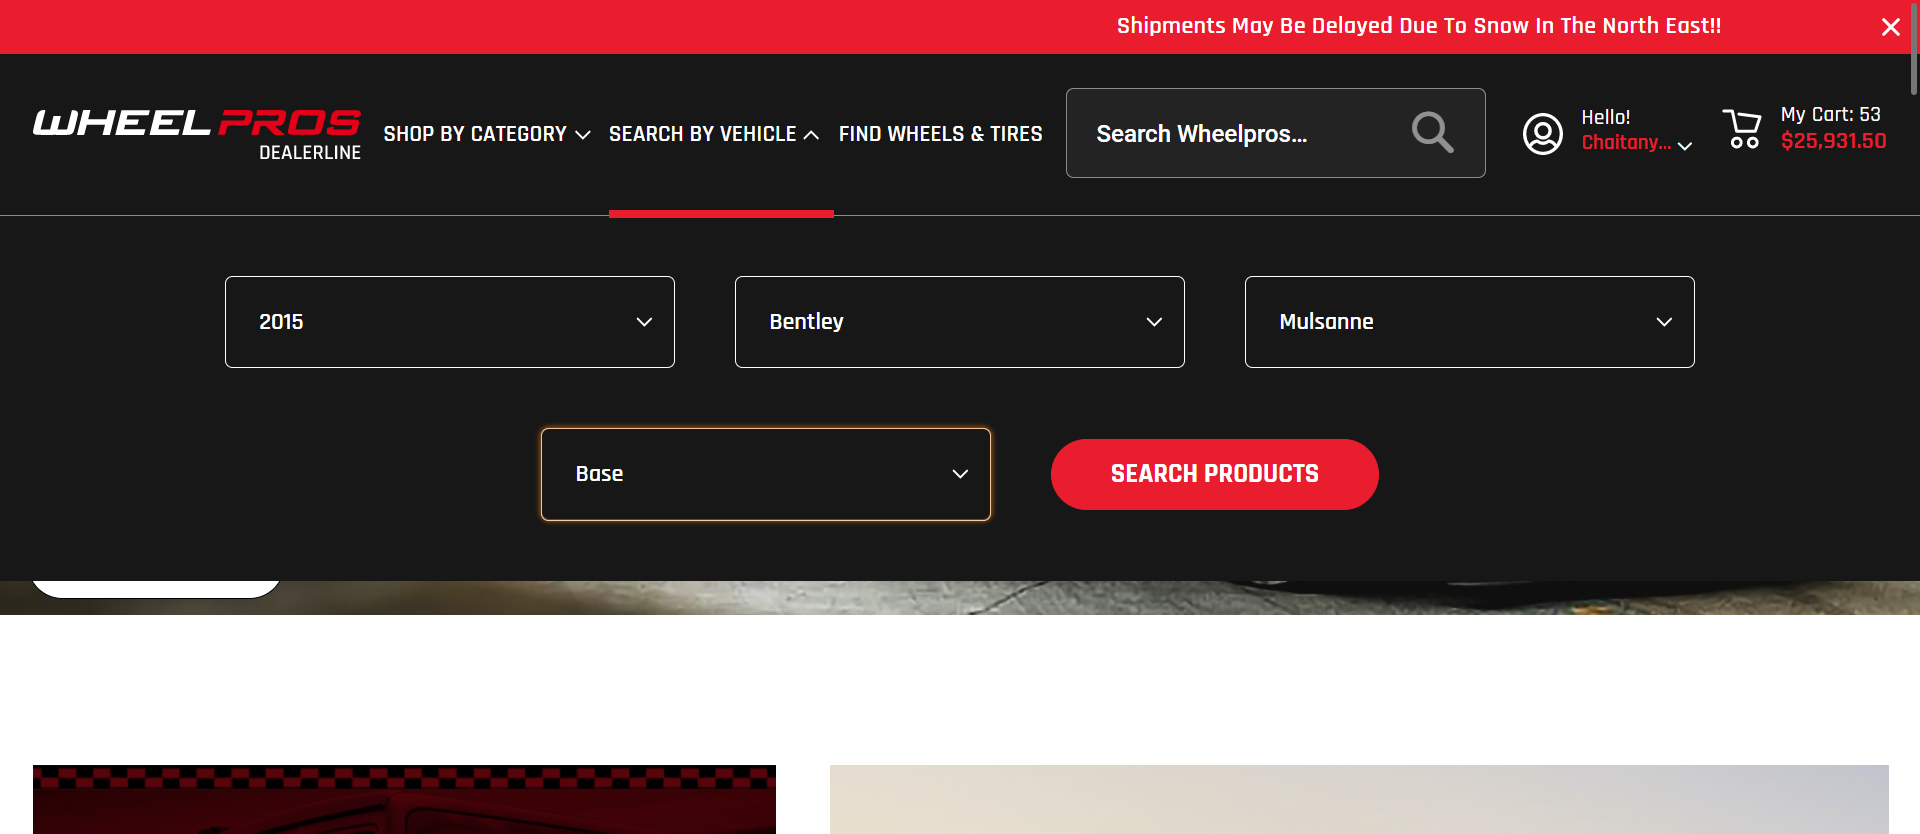 Shipments May Be Delayed Due To Snow In The North East!!
WHEEL PROS
DEALERLINE
SHOP BY CATEGORY
SEARCH BY VEHICLE
FIND WHEELS & TIRES
Search Wheelpros...
Hello!
Chaitany...
My Cart: 53
$25,931.50
2015
Bentley
Mulsanne
Base
SEARCH PRODUCTS